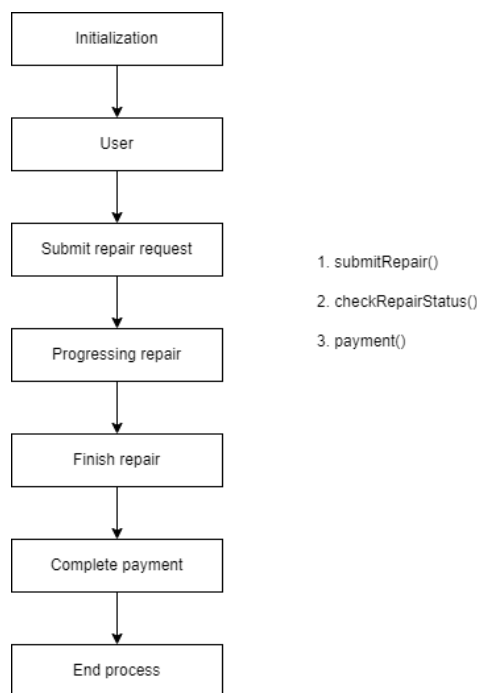 Initialization
User
Submit repair request
Progressing repair
Finish repair
Complete payment
End process
1. submitRepair()
2. checkRepairStatus()
3. payment()